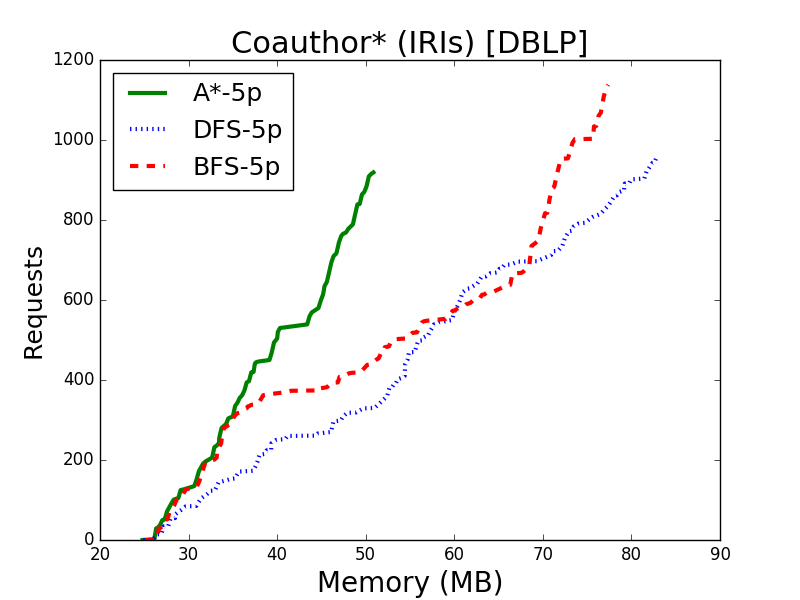 Coauthor* (IRIs) [DBLP]
1200
1000
800
600
400
200
0
Requests
A*-5p
DFS-5p
BFS-5p
20 30 40 50 60 70 80 90
Memory (MB)